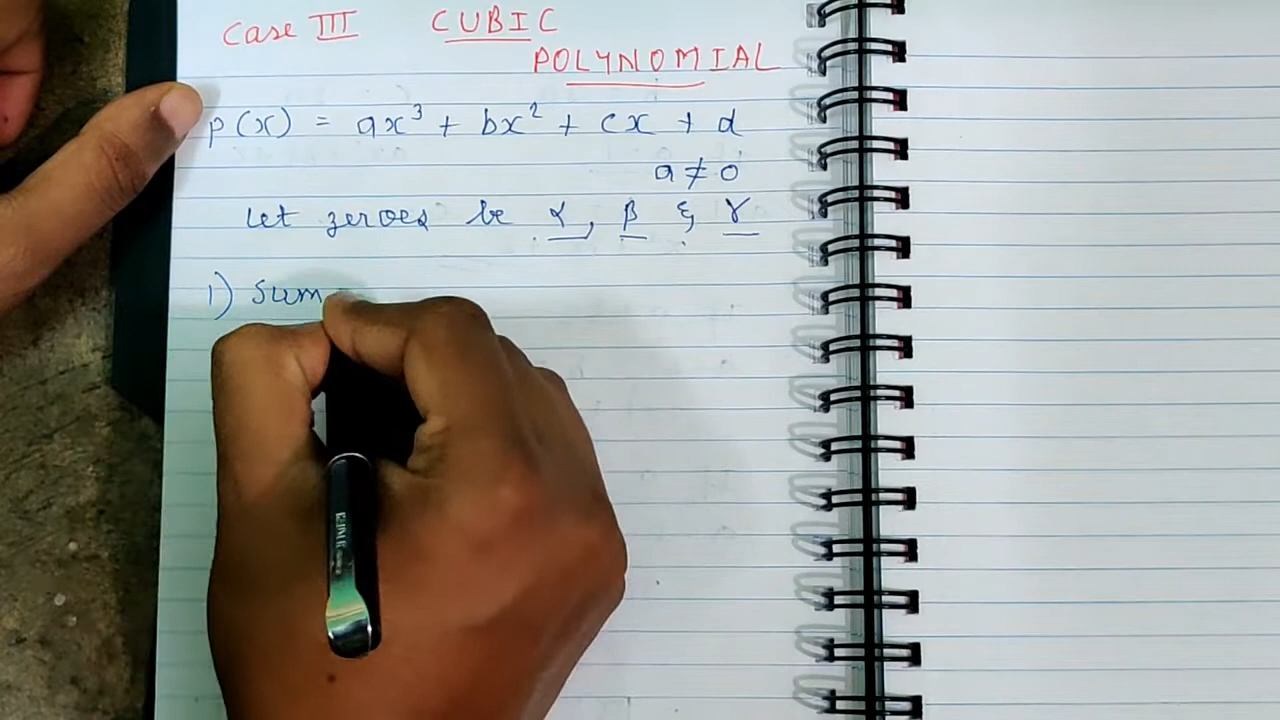 Case III CUBIC
POLYNOMIAL
p(x) = ax³ + bx² + cx + d
a ≠ 0
Let zeroes be α, β & γ
1) Sum